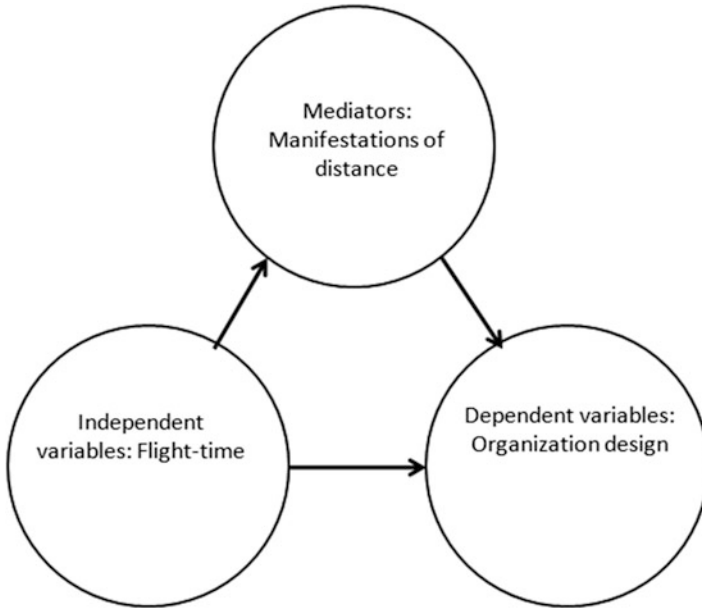 Mediators:
Manifestations of
distance
Independent
variables: Flight-time
Dependent variables:
Organization design